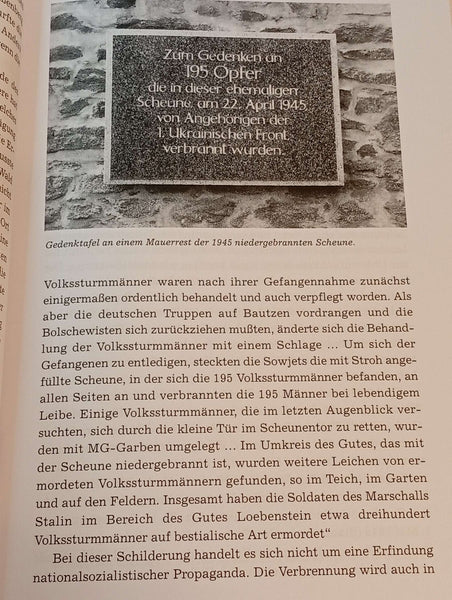 Zum Gedenken an
195 Opfer
die in dieser ehemaligen
Scheune, am 22. April 1945
von Angehörigen der
1. Ukrainischen Front,
verbrannt wurden.
Gedenktafel an einem Mauerrest der 1945 niedergebrannten Scheune.
Volkssturmmänner waren nach ihrer Gefangennahme zunächst
einigermaßen ordentlich behandelt und auch verpflegt worden. Als
aber die deutschen Truppen auf Bautzen vordrangen und die
Bolschewisten sich zurückziehen mußten, änderte sich die Behand-
lung der Volkssturmmänner mit einem Schlage ... Um sich der
Gefangenen zu entledigen, steckten die Sowjets die mit Stroh ange-
füllte Scheune, in der sich die 195 Volkssturmmänner befanden, an
allen Seiten an und verbrannten die 195 Männer bei lebendigem
Leibe. Einige Volkssturmmänner, die im letzten Augenblick ver-
suchten, sich durch die kleine Tür im Scheunentor zu retten, wur-
den mit MG-Garben umgelegt ... Im Umkreis des Gutes, das mit
der Scheune niedergebrannt ist, wurden weitere Leichen von er-
mordeten Volkssturmmännern gefunden, so im Teich, im Garten
und auf den Feldern. Insgesamt haben die Soldaten des Marschalls
Stalin im Bereich des Gutes Loebenstein etwa dreihundert
Volkssturmmänner auf bestialische Art ermordet“
Bei dieser Schilderung handelt es sich nicht um eine Erfindung
nationalsozialistischer Propaganda. Die Verbrennung wird auch in